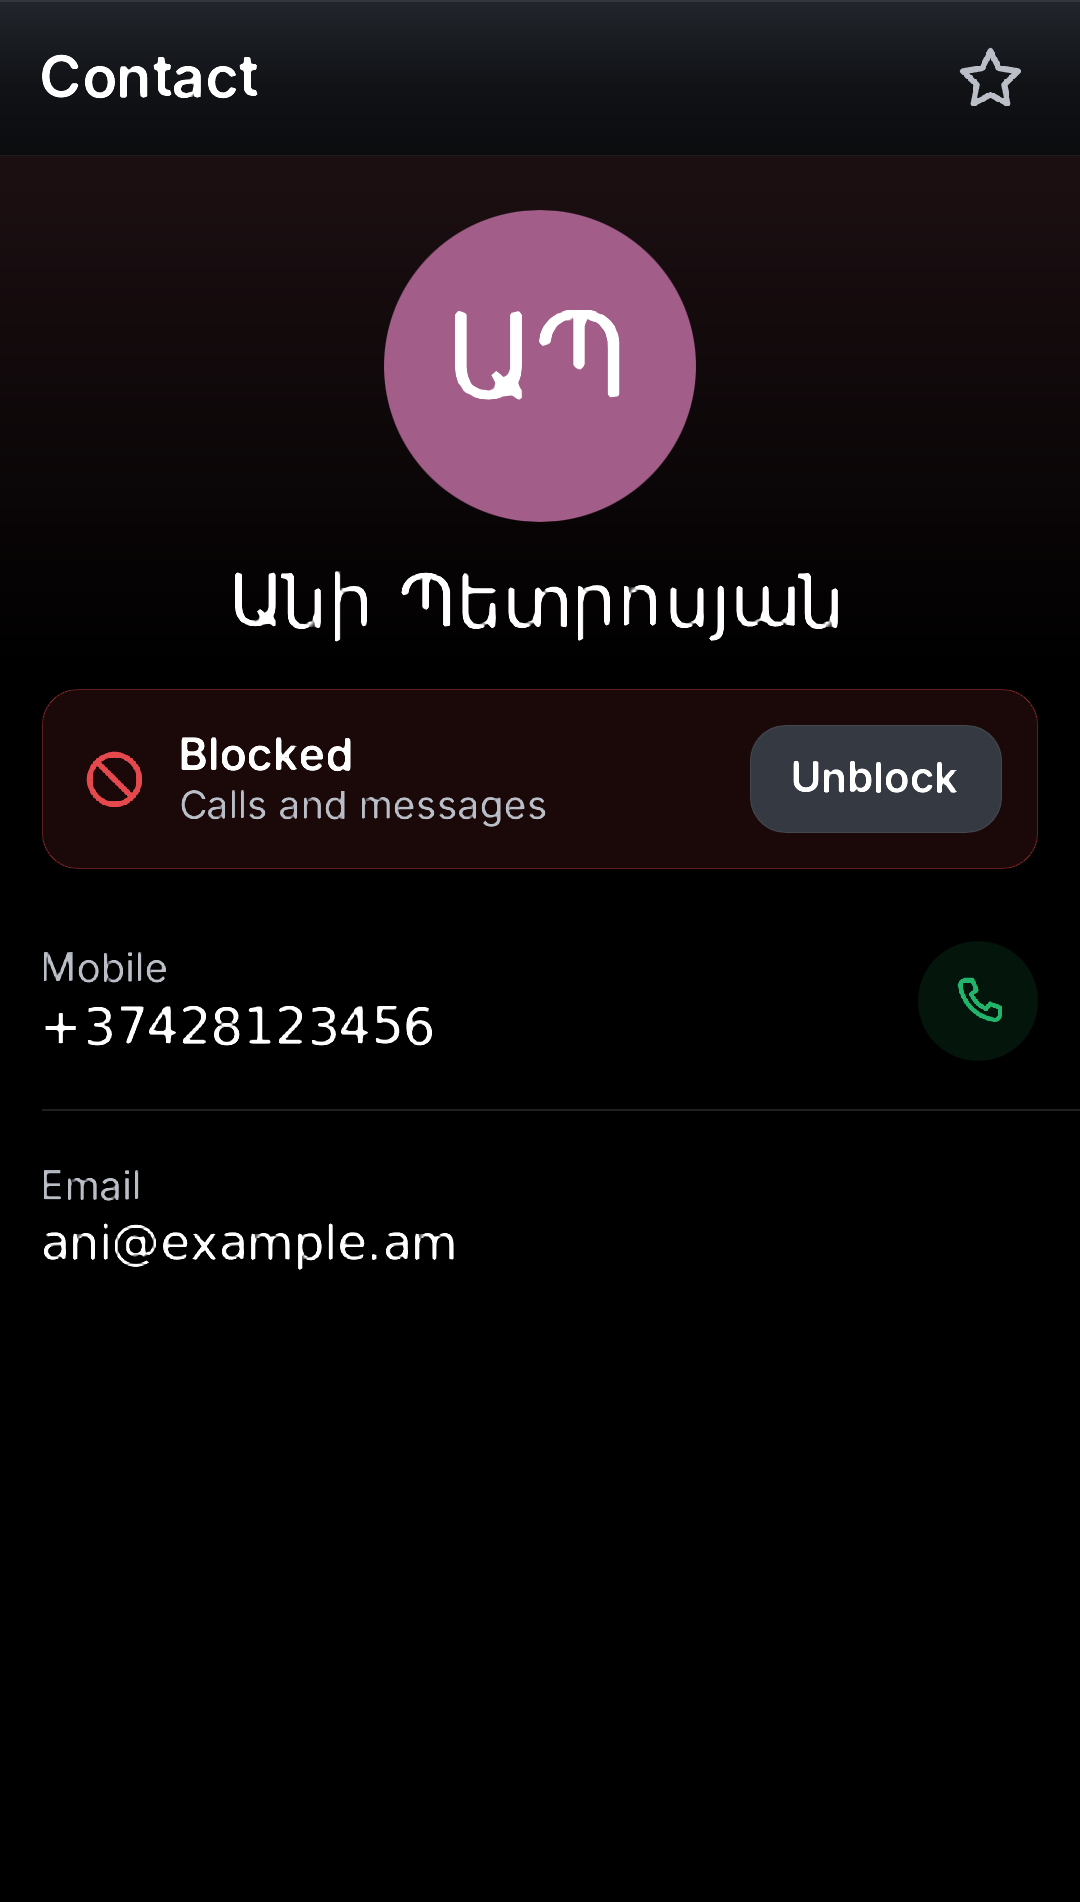 Contact
ԱՊ
Անի Պետրոսյան
Blocked
Calls and messages
Unblock
Mobile
+37428123456
Email
ani@example.am